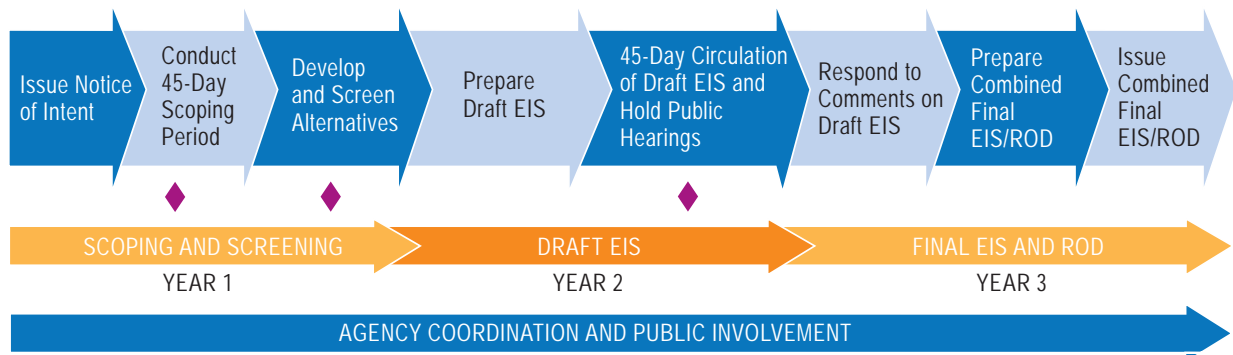 Issue Notice
of Intent
Conduct
45-Day
Scoping
Period
Develop
and Screen
Alternatives
Prepare
Draft EIS
45-Day Circulation
of Draft EIS and
Hold Public
Hearings
Respond to
Comments on
Draft EIS
Prepare
Combined
Final
EIS/ROD
Issue
Combined
Final
EIS/ROD
SCOPING AND SCREENING
DRAFT EIS
FINAL EIS AND ROD
YEAR 1
YEAR 2
YEAR 3
AGENCY COORDINATION AND PUBLIC INVOLVEMENT